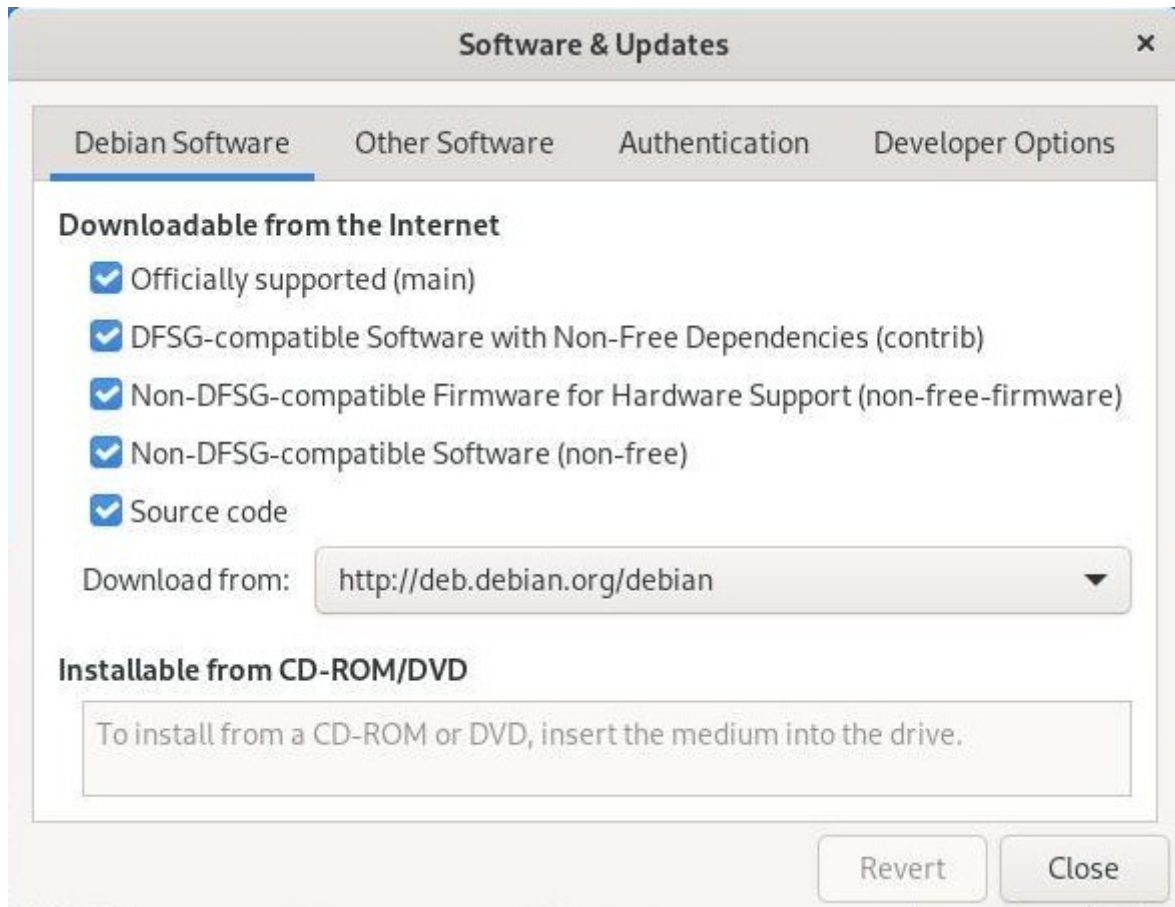 Software & Updates
Debian Software Other Software Authentication Developer Options
Downloadable from the Internet
Officially supported (main)
DFSG-compatible Software with Non-Free Dependencies (contrib)
Non-DFSG-compatible Firmware for Hardware Support (non-free-firmware)
Non-DFSG-compatible Software (non-free)
Source code
Download from: http://deb.debian.org/debian
Installable from CD-ROM/DVD
To install from a CD-ROM or DVD, insert the medium into the drive.
Revert Close